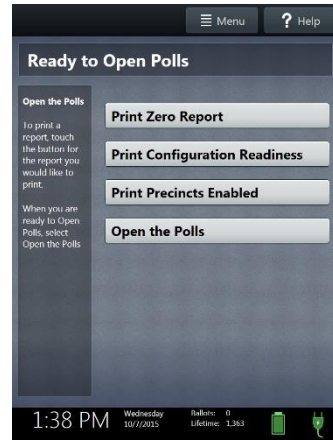 Menu
? Help
Ready to Open Polls
Open the Polls
To print a
report, touch
the button for
the report you
would like to
print.
When you are
ready to Open
Polls, select
Open the Polls
Print Zero Report
Print Configuration Readiness
Print Precincts Enabled
Open the Polls
1:38 PM
Wednesday
10/7/2015
Ballots: 0
Lifetime: 1,363